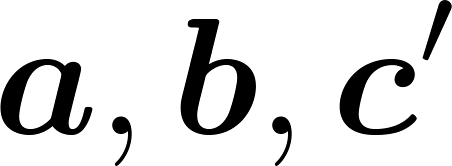 a, b, c′